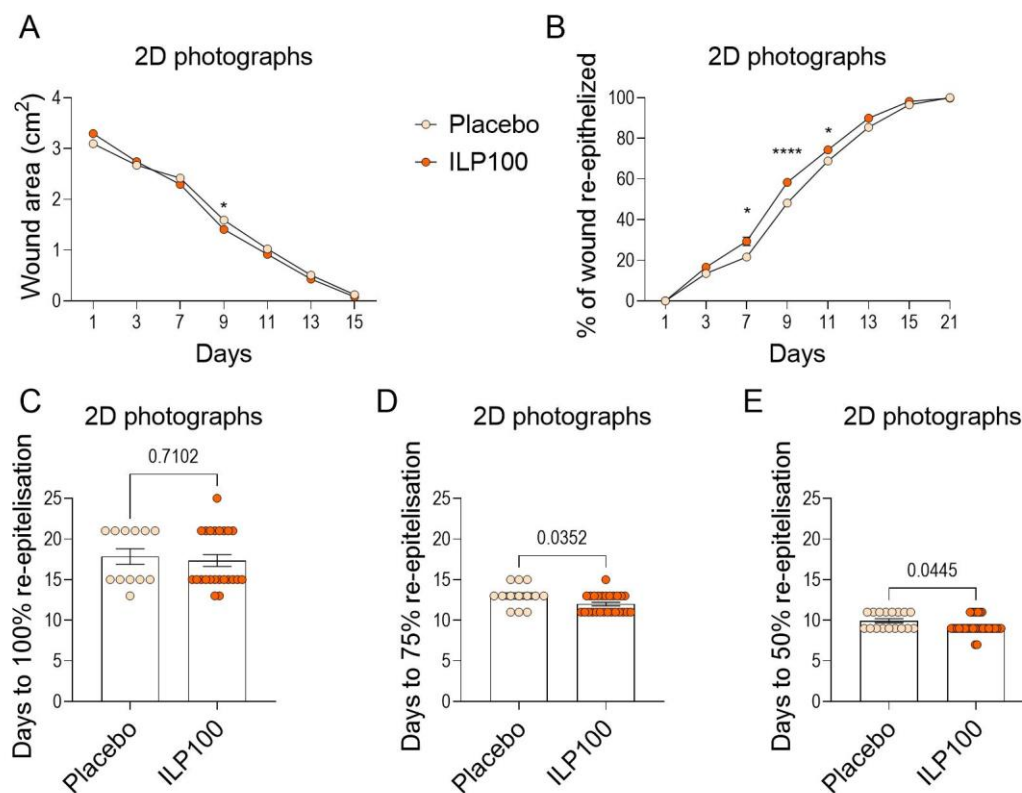 A
2D photographs
Wound area (cm²)
4
3
2
1
0
*
1 3 7 9 11 13 15
Days
Placebo
ILP100
B
2D photographs
% of wound re-epithelized
100
80
60
40
20
0
*
****
*
1 3 7 9 11 13 15 21
Days
C
2D photographs
Days to 100% re-epitelisation
0.7102
25
20
15
10
5
0
Placebo
ILP100
D
2D photographs
Days to 75% re-epitelisation
0.0352
25
20
15
10
5
0
Placebo
ILP100
E
2D photographs
Days to 50% re-epitelisation
0.0445
25
20
15
10
5
0
Placebo
ILP100